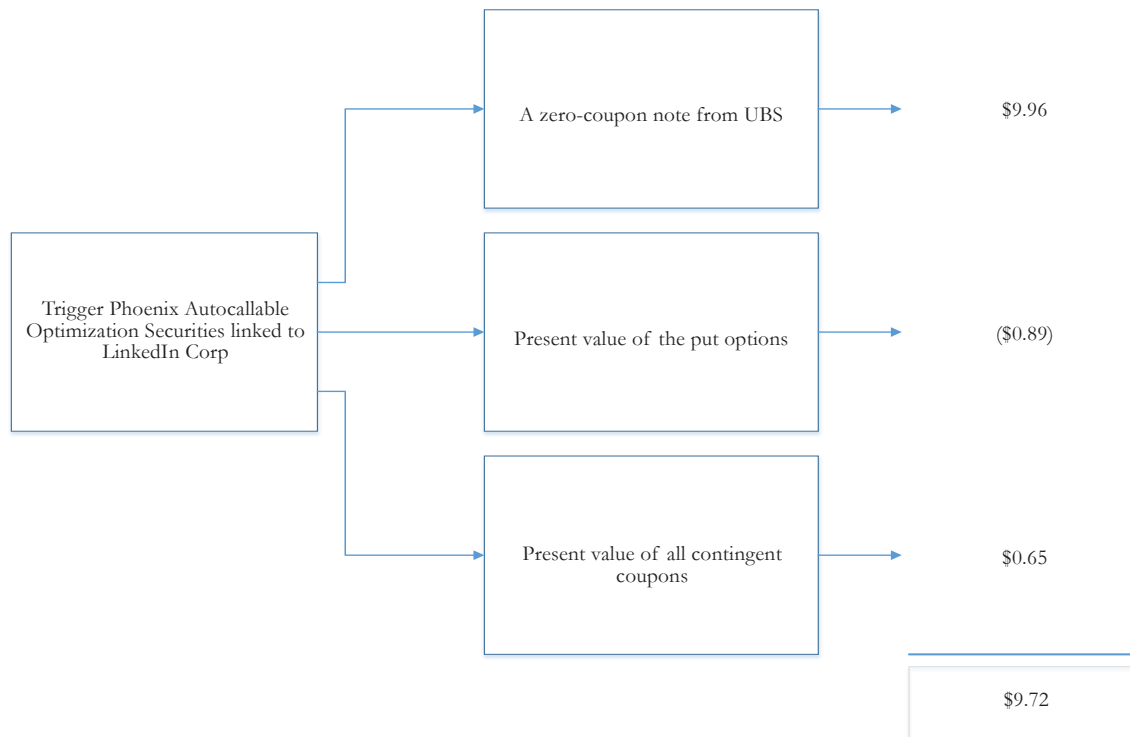 A zero-coupon note from UBS
$9.96
Trigger Phoenix Autocallable
Optimization Securities linked to
LinkedIn Corp
Present value of the put options
($0.89)
Present value of all contingent
coupons
$0.65
$9.72